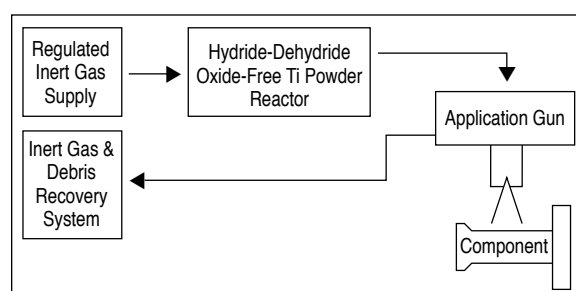 Regulated
Inert Gas
Supply
Hydride-Dehydride
Oxide-Free Ti Powder
Reactor
Application Gun
Inert Gas &
Debris
Recovery
System
Component